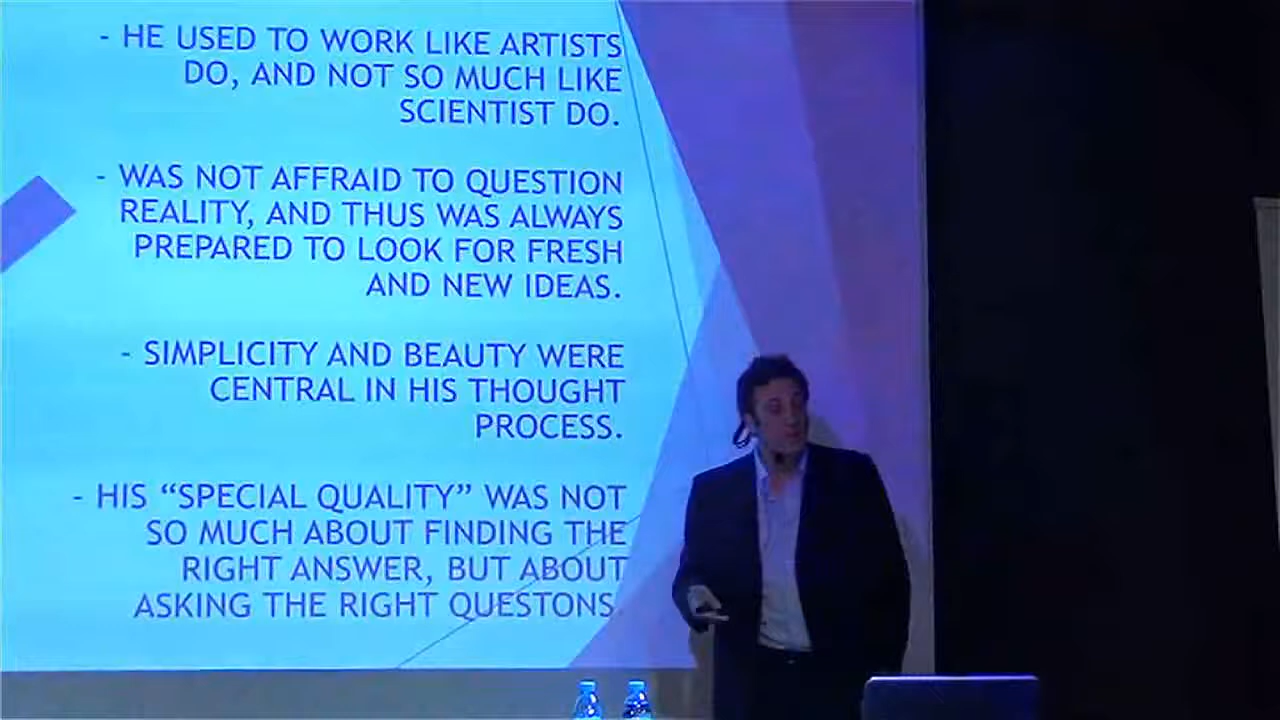 - HE USED TO WORK LIKE ARTISTS
DO, AND NOT SO MUCH LIKE
SCIENTIST DO.
- WAS NOT AFFRAID TO QUESTION
REALITY, AND THUS WAS ALWAYS
PREPARED TO LOOK FOR FRESH
AND NEW IDEAS.
- SIMPLICITY AND BEAUTY WERE
CENTRAL IN HIS THOUGHT
PROCESS.
- HIS “SPECIAL QUALITY” WAS NOT
SO MUCH ABOUT FINDING THE
RIGHT ANSWER, BUT ABOUT
ASKING THE RIGHT QUESTONS.